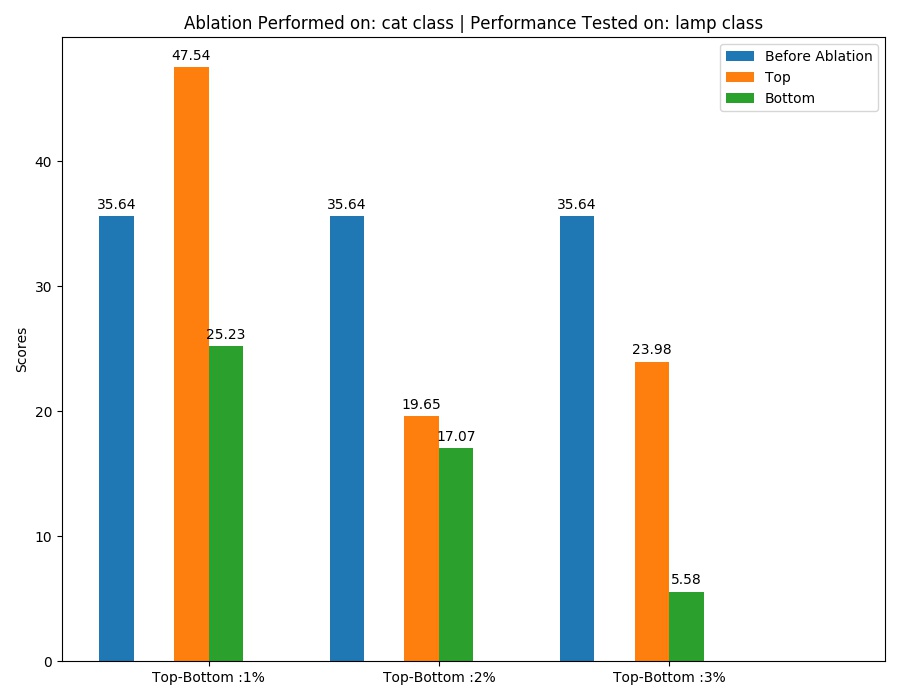 Ablation Performed on: cat class | Performance Tested on: lamp class
Before Ablation
Top
Bottom
47.54
35.64
25.23
35.64
19.65
17.07
35.64
23.98
5.58
Scores
40
30
20
10
0
Top-Bottom :1%
Top-Bottom :2%
Top-Bottom :3%